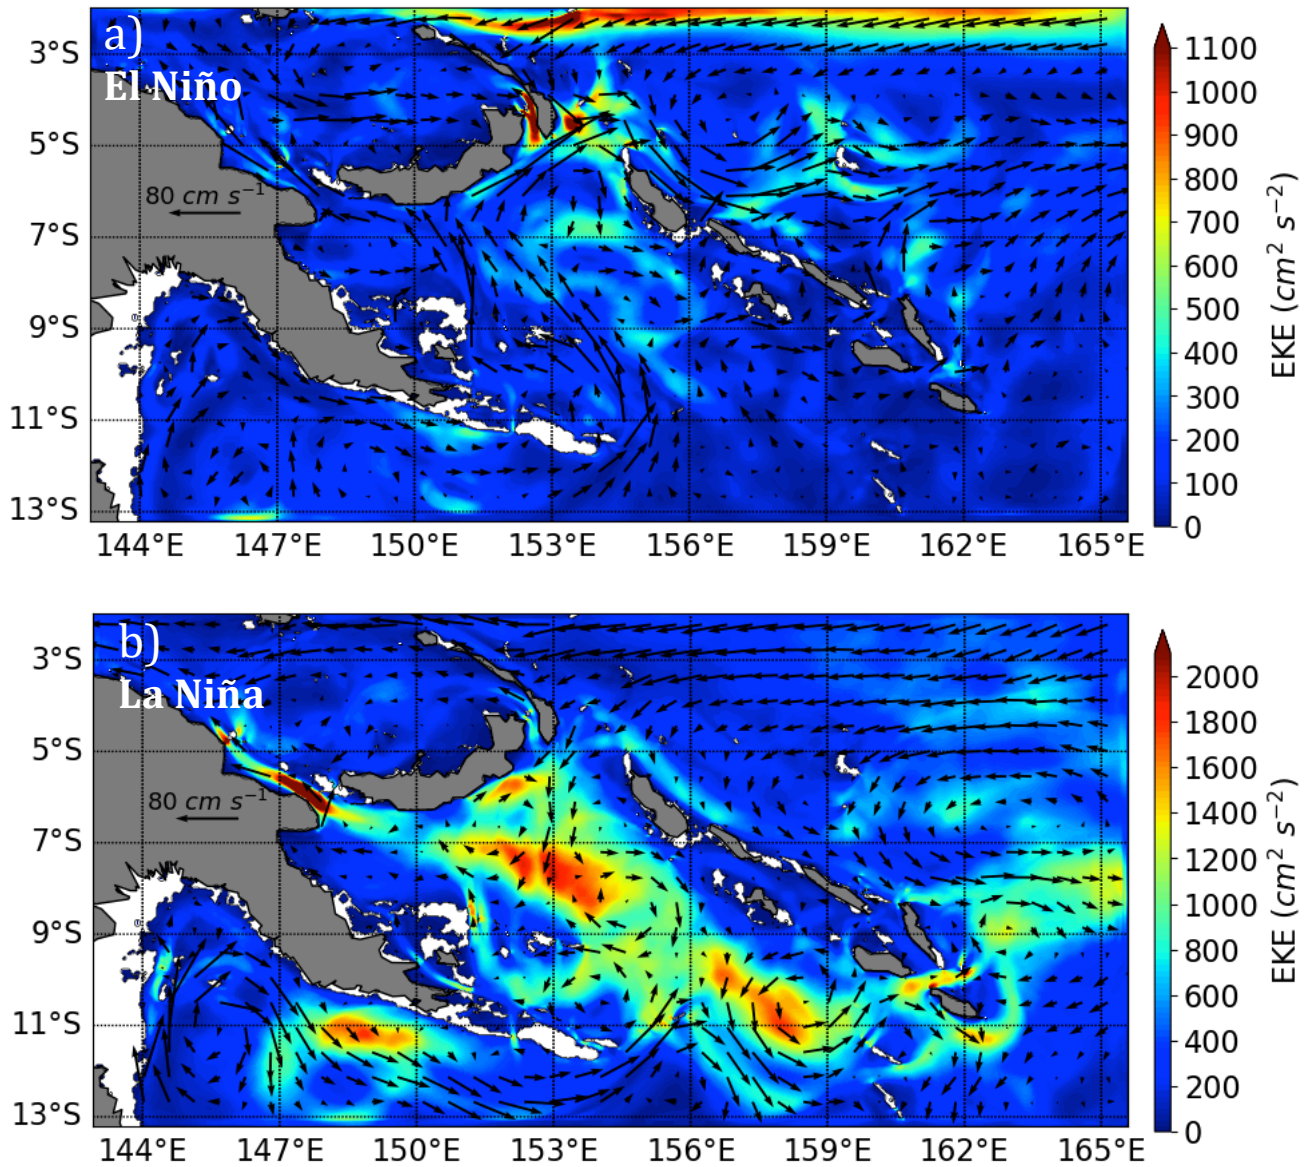 a)
El Niño
80 cm s⁻¹
3°S
5°S
7°S
9°S
11°S
13°S
144°E 147°E 150°E 153°E 156°E 159°E 162°E 165°E
1100
1000
900
800
700
600
500
400
300
200
100
0
EKE (cm² s⁻²)
b)
La Niña
80 cm s⁻¹
3°S
5°S
7°S
9°S
11°S
13°S
144°E 147°E 150°E 153°E 156°E 159°E 162°E 165°E
2000
1800
1600
1400
1200
1000
800
600
400
200
0
EKE (cm² s⁻²)